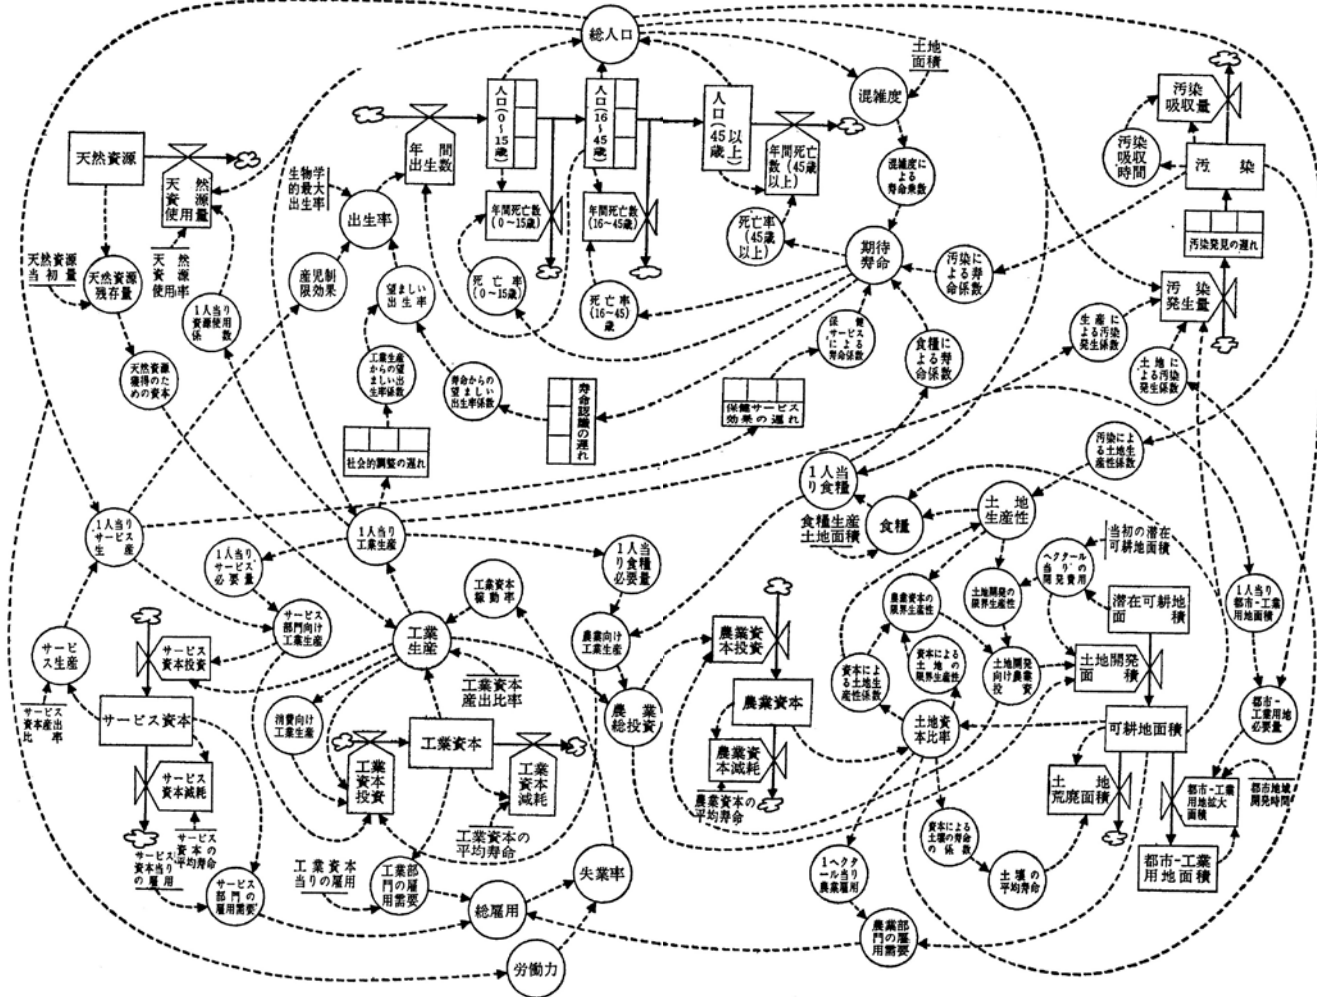 総人口
土地
面積
混雑度
汚染
吸収量
人口(0～15歳)
人口(16～45歳)
人口
(45歳以上)
天然資源
天然
資源
使用量
年間
出生数
年間死亡
数(45歳
以上)
混雑度に
よる
寿命乗数
汚染
吸収
時間
汚染
汚染発見の遅れ
生物学
的最大
出生率
出生率
年間死亡数
(0～15歳)
年間死亡数
(16～45歳)
死亡率
(45歳
以上)
期待
寿命
汚染に
よる寿
命係数
汚染
発生量
天然資源
当初量
天然資源
残存量
天然
資源
使用率
1人当り
資源使用
係数
産児制
限効果
望ましい
出生率
死亡率
(0～15歳)
死亡率
(16～45)
歳
保健
サービス
による
寿命係数
食糧に
よる寿
命係数
生産に
よる汚染
発生係数
土地に
よる汚染
発生係数
天然資源
獲得のた
めの資本
工業生産
からの望
ましい出
生率係数
寿命からの
望ましい
出生率係数
寿命認識の遅れ
保健サービス
効果の遅れ
社会的調整の遅れ
汚染によ
る土地生
産性係数
1人当
り食糧
食糧
土地
生産性
食糧生産
土地面積
当初の潜在
可耕地面積
1人当り
サービス
生産
1人当り
工業生産
1人当り
サービス
必要量
1人当
り食糧
必要量
ヘクタール
当りの
開発費用
工業資本
稼動率
農業資本の
限界生産性
土地開発の
限界生産性
潜在可耕地
面積
1人当り
都市-工業
用地面積
サービ
ス生産
サービス
資本投資
サービス
部門向け
工業生産
工業
生産
農業向け
工業生産
農業資
本投資
資本によ
る土地生
産性係数
資本による
土地の
限界生産性
土地開発
向け農業
投資
土地開発
面積
サービス
資本産出比
率
サービス資本
消費向け
工業生産
工業資本
産出比率
農業
総投資
農業資本
土地資
本比率
可耕地面積
都市-
工業用地
必要量
工業
資本
投資
工業資本
工業
資本
減耗
サービス
資本減耗
農業資
本減耗
農業資本の
平均寿命
土地
荒廃面積
都市-工業
用地拡大
面積
都市地域
開発時間
サービス
資本の
平均寿命
サービス
資本当り
の雇用
工業資本の
平均寿命
工業資本
当りの雇用
サービス
部門の
雇用需要
工業部
門の雇
用需要
総雇用
失業率
資本による
土壌の寿命
の係数
1ヘクタ
ール当り
農業雇用
土壌の
平均寿命
都市-工業
用地面積
農業部
門の雇
用需要
労働力